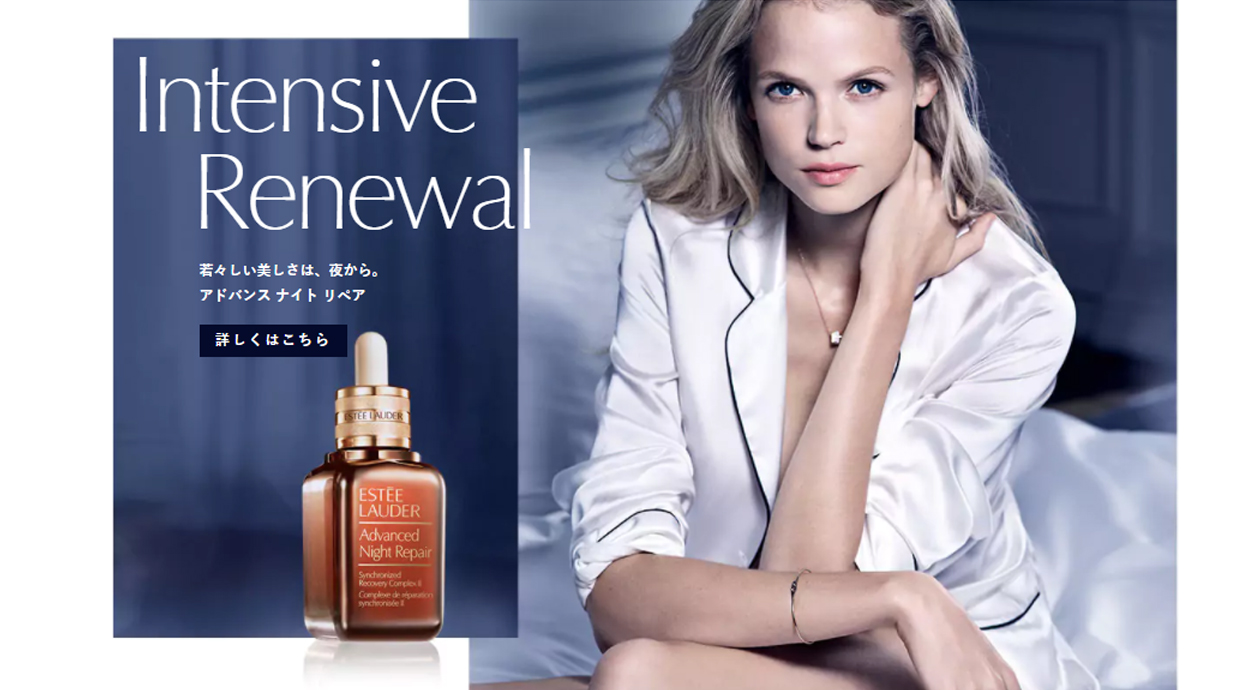 Intensive
Renewal
若々しい美しさは、夜から。
アドバンス ナイト リペア
詳しくはこちら
ESTĒE LAUDER
ESTĒE
LAUDER
Advanced
Night Repair
Synchronized
Recovery Complex II
Complexe de réparation
synchronisée II